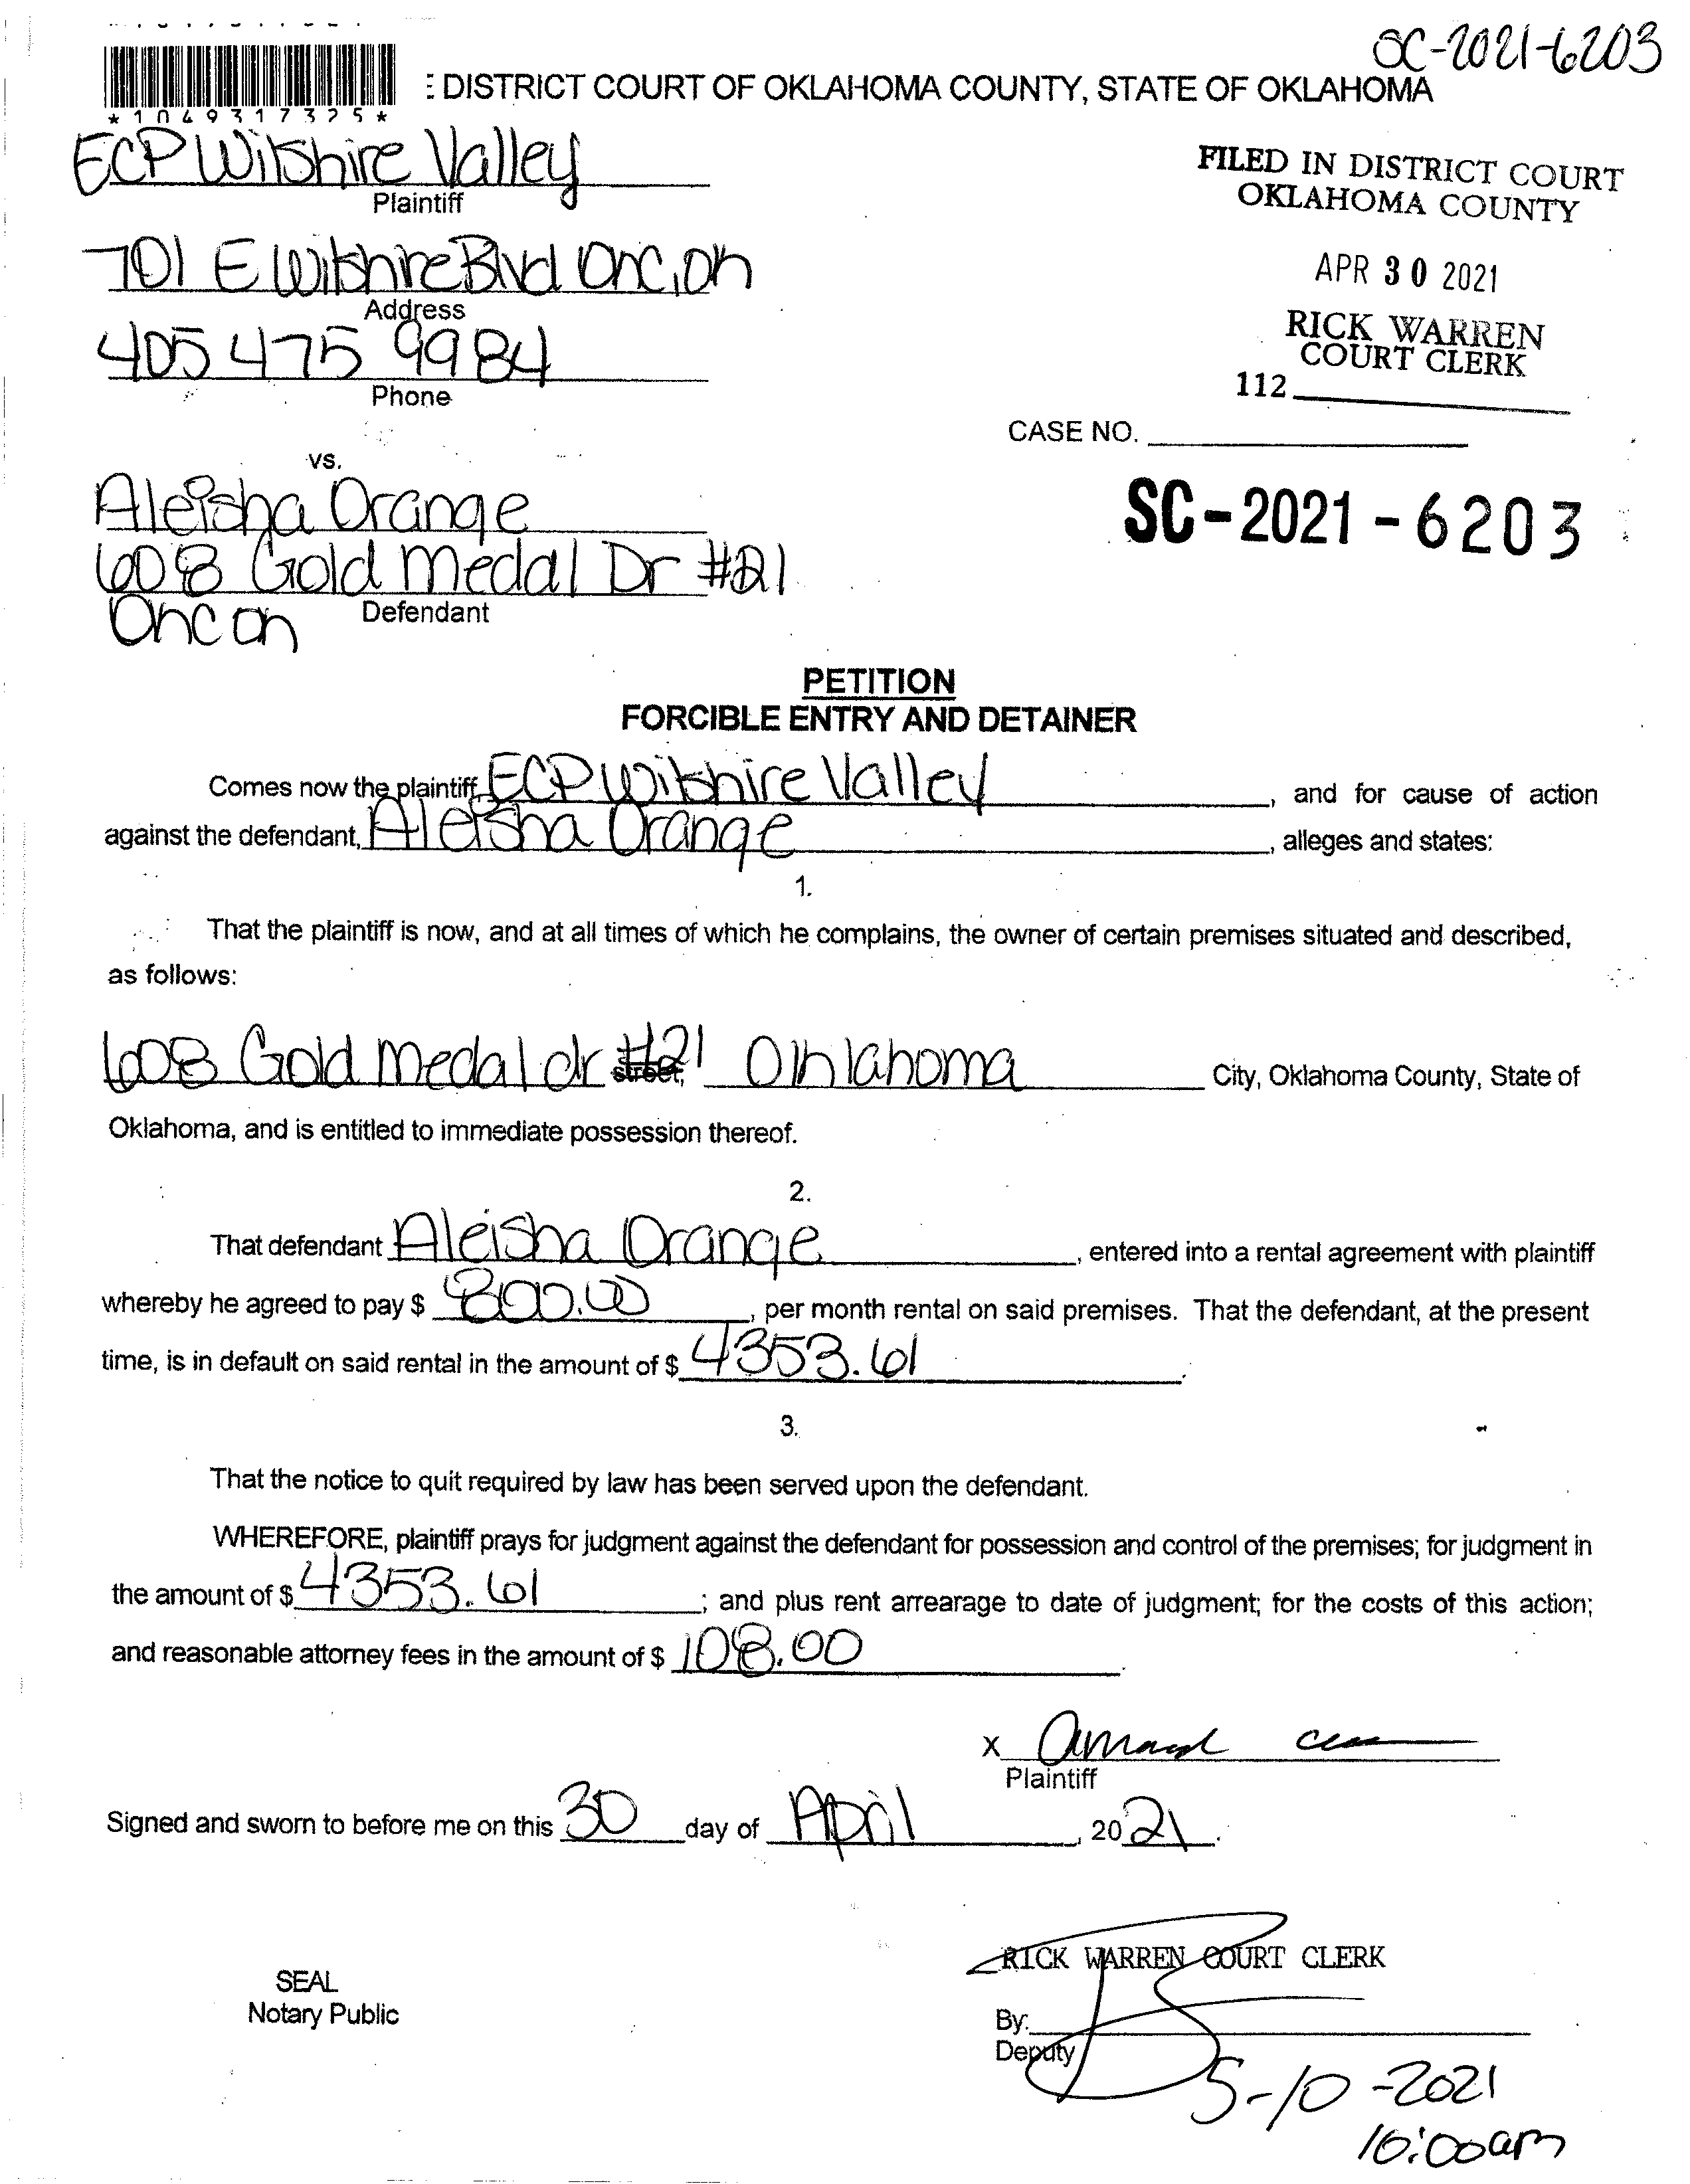 SC-2021-6203
: DISTRICT COURT OF OKLAHOMA COUNTY, STATE OF OKLAHOMA
*1049317325*
ECP Wilshire Valley
Plaintiff
FILED IN DISTRICT COURT
OKLAHOMA COUNTY
701 E Wilshire Blvd OKC, OK
Address
APR 30 2021
405 475 9984
Phone
RICK WARREN
COURT CLERK
112
CASE NO.
vs.
Aleisha Orange
SC-2021-6203
608 Gold Medal Dr #21
OKC OK Defendant
PETITION
FORCIBLE ENTRY AND DETAINER
Comes now the plaintiff, ECP Wilshire Valley, and for cause of action
against the defendant, Aleisha Orange, alleges and states:
1.
That the plaintiff is now, and at all times of which he complains, the owner of certain premises situated and described,
as follows:
608 Gold Medal dr #21 street, Oklahoma City, Oklahoma County, State of
Oklahoma, and is entitled to immediate possession thereof.
2.
That defendant Aleisha Orange, entered into a rental agreement with plaintiff
whereby he agreed to pay $ 800.00, per month rental on said premises. That the defendant, at the present
time, is in default on said rental in the amount of $ 4353.61.
3.
That the notice to quit required by law has been served upon the defendant.
WHEREFORE, plaintiff prays for judgment against the defendant for possession and control of the premises; for judgment in
the amount of $ 4353.61; and plus rent arrearage to date of judgment; for the costs of this action;
and reasonable attorney fees in the amount of $ 108.00.
X
Plaintiff
Signed and sworn to before me on this 30 day of April, 2021.
RICK WARREN COURT CLERK
SEAL
Notary Public
By:
Deputy
5-10-2021
10:00am